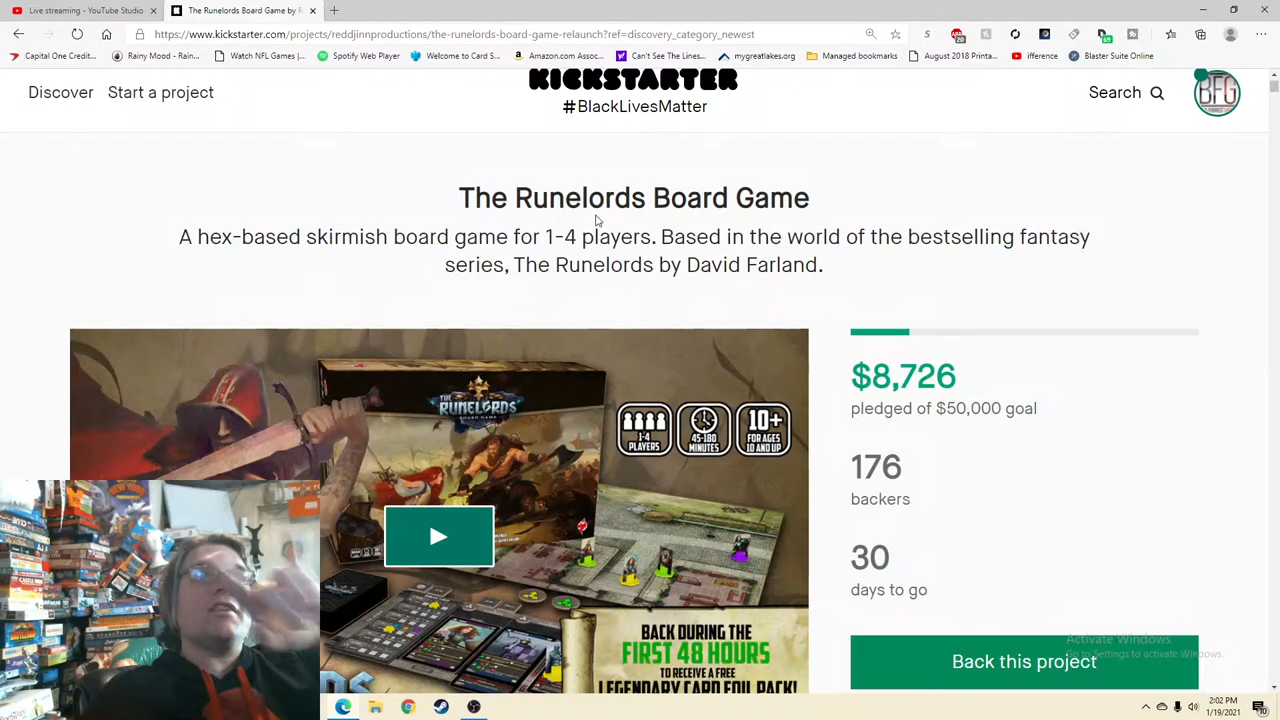 Live streaming - YouTube Studio
The Runelords Board Game by R
https://www.kickstarter.com/projects/reddjinnproductions/the-runelords-board-game-relaunch?ref=discovery_category_newest
Capital One Credit... Rainy Mood - Rain... Watch EXL Games |... Spotify Web Player Welcome to Card S... Amazon.com Assoc... Can't See The Lines... mygreatlakes.org Managed bookmarks August 2018 Printa... ifference Blaster Suite Online
Discover Start a project
KICKSTARTER
#BlackLivesMatter
Search
BFG
The Runelords Board Game
A hex-based skirmish board game for 1-4 players. Based in the world of the bestselling fantasy
series, The Runelords by David Farland.
THE
RUNELORDS
BOARD GAME
1-4
PLAYERS
45-180
MINUTES
10+
FOR AGES
10 AND UP
BACK DURING THE
FIRST 48 HOURS
TO RECEIVE A FREE
LEGENDARY CARD FOIL PACK!
$8,726
pledged of $50,000 goal
176
backers
30
days to go
Back this project
Activate Windows
Go to Settings to activate Windows.
2:02 PM
1/19/2021